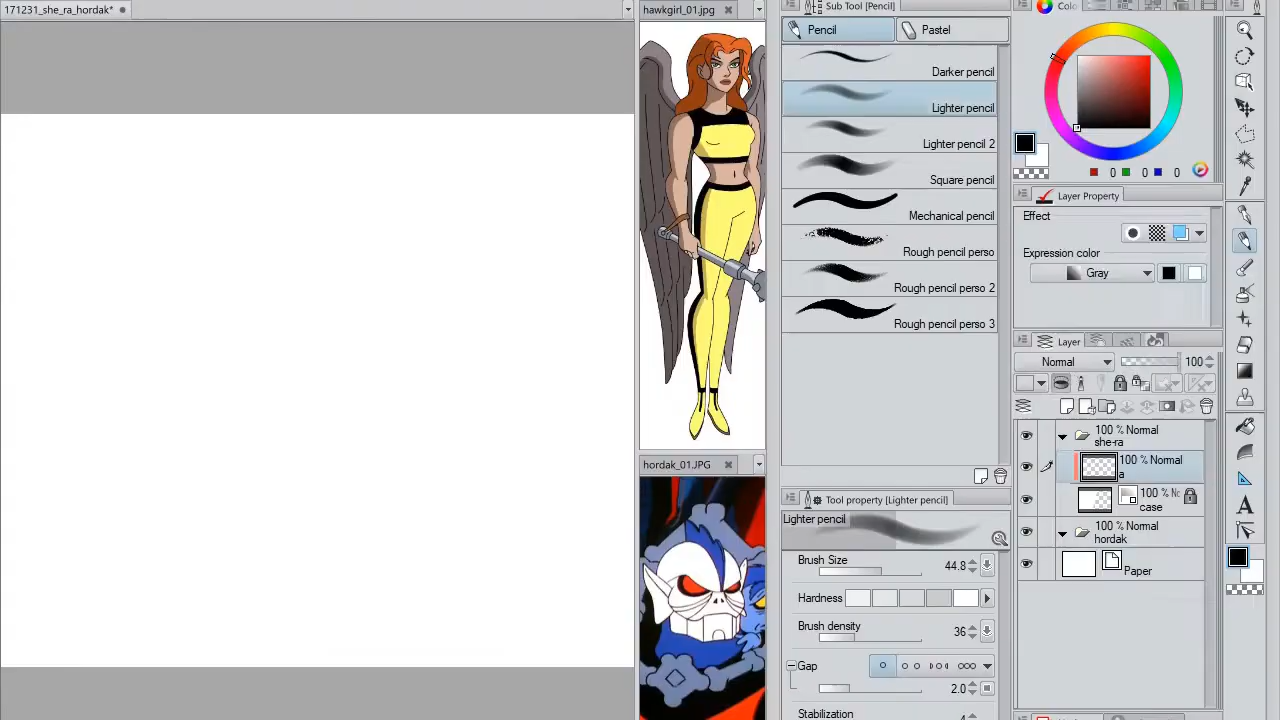 171231_she_ra_hordak*
hawkgirl_01.jpg
Sub Tool [Pencil]
Colo
Pencil
Pastel
Darker pencil
Lighter pencil
Lighter pencil 2
Square pencil
Mechanical pencil
Rough pencil perso
Rough pencil perso 2
Rough pencil perso 3
0 0 0
Layer Property
Effect
Expression color
Gray
Layer
Normal
100
100 % Normal
she-ra
100 % Normal
a
100 % Nc
case
100 % Normal
hordak
Paper
hordak_01.JPG
Tool property [Lighter pencil]
Lighter pencil
Brush Size
44.8
Hardness
Brush density
36
Gap
2.0
Stabilization
A